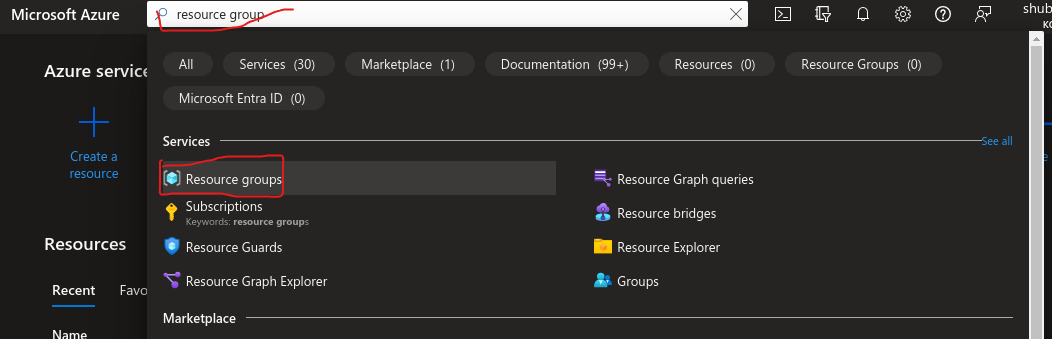 Microsoft Azure
resource group
shub
KC
Azure service
Create a
resource
Resources
Recent Favo
Name
All
Services (30)
Marketplace (1)
Documentation (99+)
Resources (0)
Resource Groups (0)
Microsoft Entra ID (0)
Services
See all
Resource groups
Subscriptions
Keywords: resource groups
Resource Guards
Resource Graph Explorer
Resource Graph queries
Resource bridges
Resource Explorer
Groups
Marketplace
e